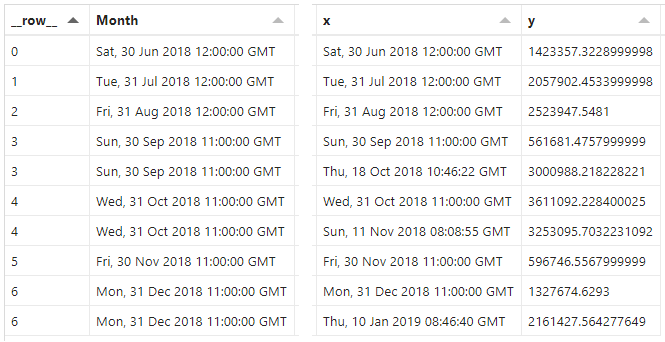 __row__ Month x y
0 Sat, 30 Jun 2018 12:00:00 GMT Sat, 30 Jun 2018 12:00:00 GMT 1423357.3228999998
1 Tue, 31 Jul 2018 12:00:00 GMT Tue, 31 Jul 2018 12:00:00 GMT 2057902.4533999998
2 Fri, 31 Aug 2018 12:00:00 GMT Fri, 31 Aug 2018 12:00:00 GMT 2523947.5481
3 Sun, 30 Sep 2018 11:00:00 GMT Sun, 30 Sep 2018 11:00:00 GMT 561681.4757999999
3 Sun, 30 Sep 2018 11:00:00 GMT Thu, 18 Oct 2018 10:46:22 GMT 3000988.218228221
4 Wed, 31 Oct 2018 11:00:00 GMT Wed, 31 Oct 2018 11:00:00 GMT 3611092.228400025
4 Wed, 31 Oct 2018 11:00:00 GMT Sun, 11 Nov 2018 08:08:55 GMT 3253095.7032231092
5 Fri, 30 Nov 2018 11:00:00 GMT Fri, 30 Nov 2018 11:00:00 GMT 596746.5567999999
6 Mon, 31 Dec 2018 11:00:00 GMT Mon, 31 Dec 2018 11:00:00 GMT 1327674.6293
6 Mon, 31 Dec 2018 11:00:00 GMT Thu, 10 Jan 2019 08:46:40 GMT 2161427.564277649